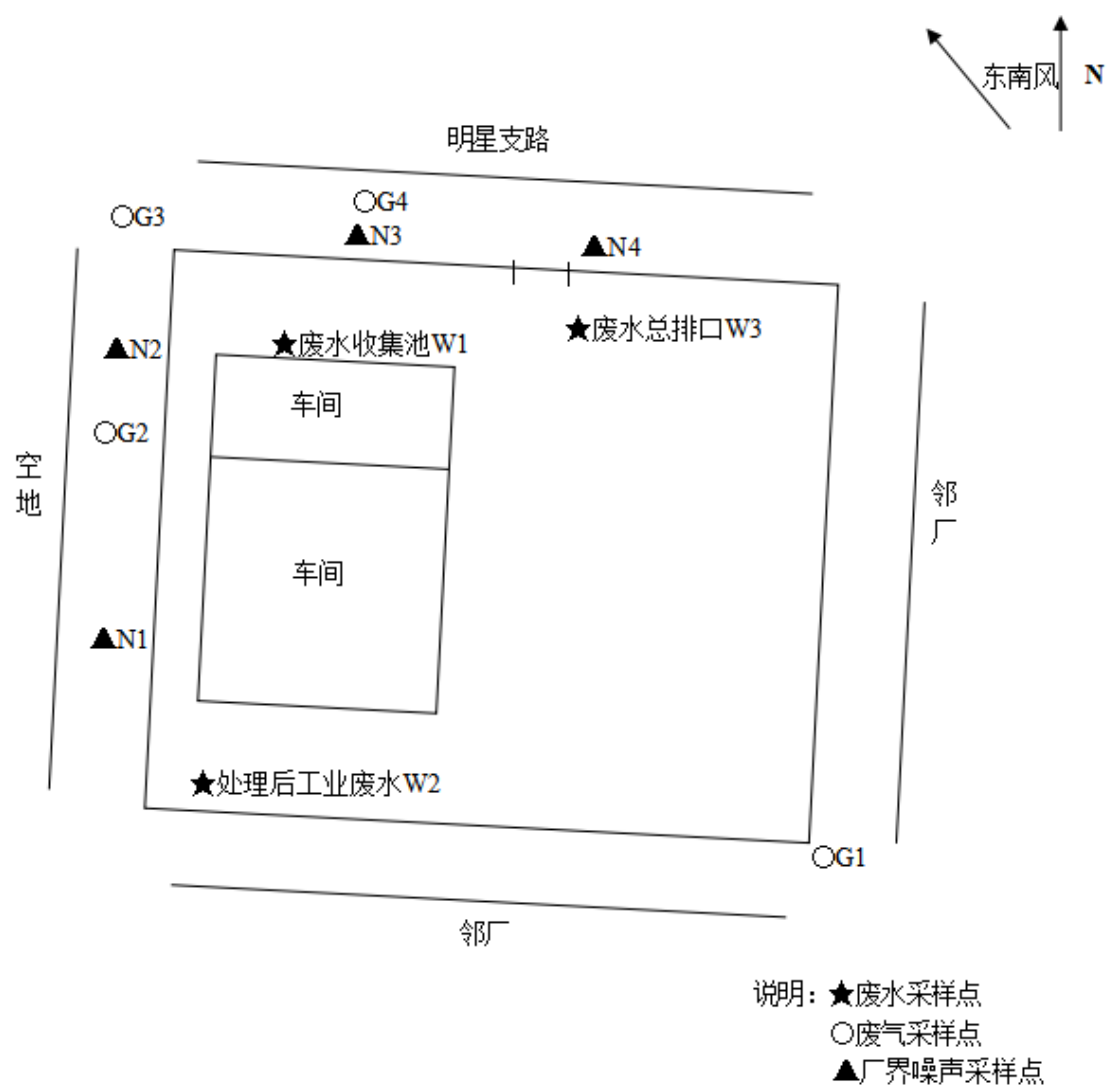 东南风
N
明星支路
○G4
○G3
▲N3
▲N4
★废水总排口W3
★废水收集池W1
▲N2
车间
○G2
空地
邻厂
车间
▲N1
★处理后工业废水W2
○G1
邻厂
说明：★废水采样点
○废气采样点
▲厂界噪声采样点